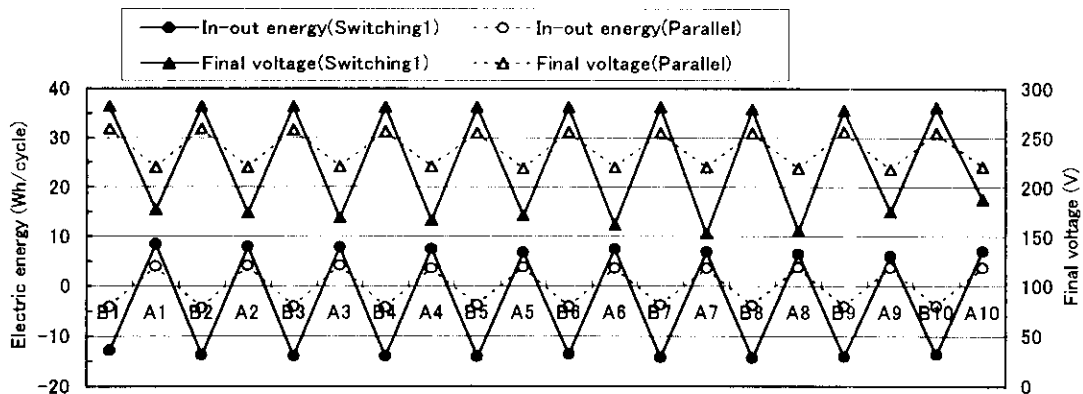 In-out energy(Switching1) In-out energy(Parallel)
Final voltage(Switching1) Final voltage(Parallel)
Electric energy (Wh/cycle)
40
30
20
10
0
-10
-20
B1 A1 B2 A2 B3 A3 B4 A4 B5 A5 B6 A6 B7 A7 B8 A8 B9 A9 B10 A10
300
250
200
150
100
50
0
Final voltage (V)